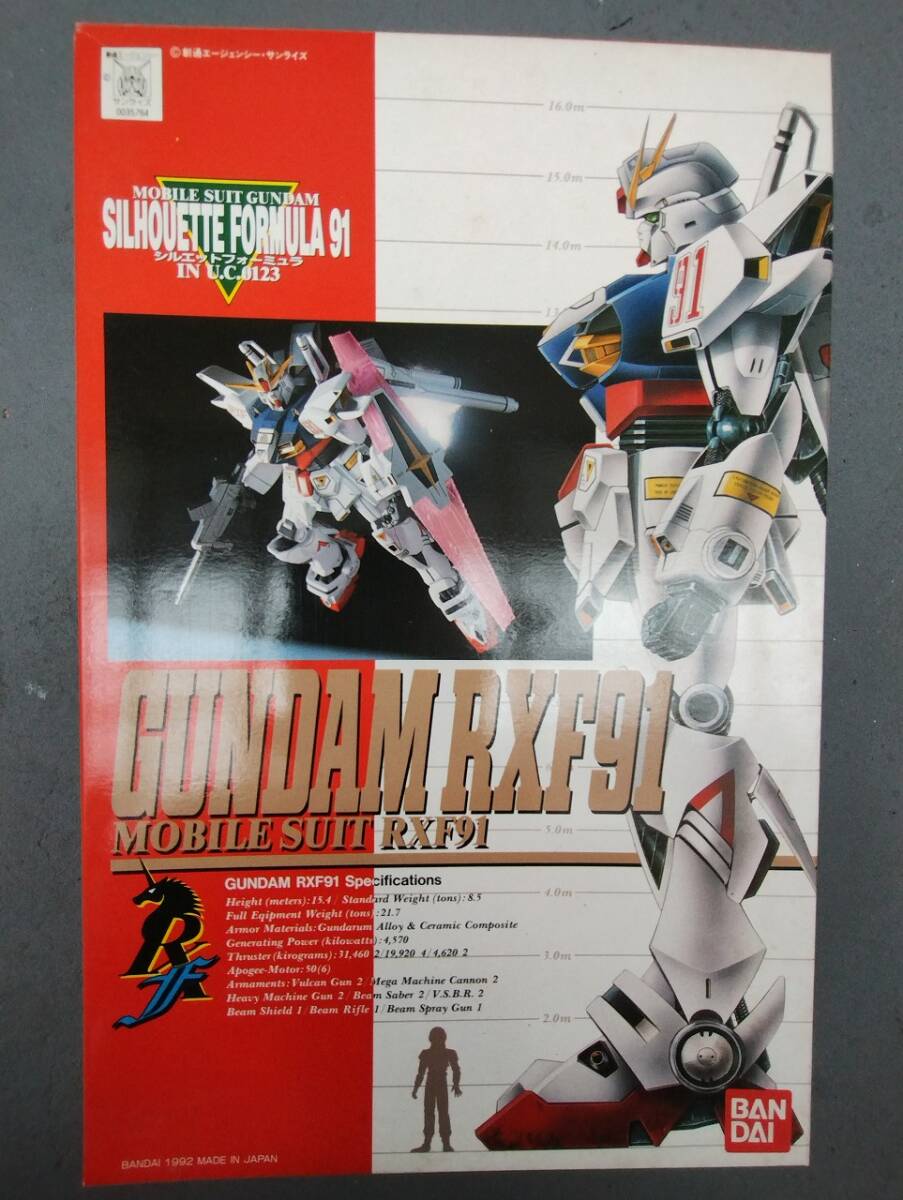 ©創通エージェンシー・サンライズ
サンライズ
0035764
MOBILE SUIT GUNDAM
SILHOUETTE FORMULA 91
シルエットフォーミュラ
IN U.C.0123
16.0m
15.0m
14.0m
13
91
GUNDAM RXF91
MOBILE SUIT RXF91
5.0m
4.0m
3.0m
2.0m
GUNDAM RXF91 Specifications
Height (meters):15.4 / Standard Weight (tons):8.5
Full Eqipment Weight (tons):21.7
Armor Materials:Gundarum Alloy & Ceramic Composite
Generating Power (kilowatts):4,570
Thruster (kirograms):31,460 2/19,920 4/4,620 2
Apogee-Motor:50(6)
Armaments:Vulcan Gun 2 / Mega Machine Cannon 2
Heavy Machine Gun 2 / Beam Saber 2 / V.S.B.R. 2
Beam Shield 1 / Beam Rifle 1 / Beam Spray Gun 1
RF
BAN
DAI
BANDAI 1992 MADE IN JAPAN